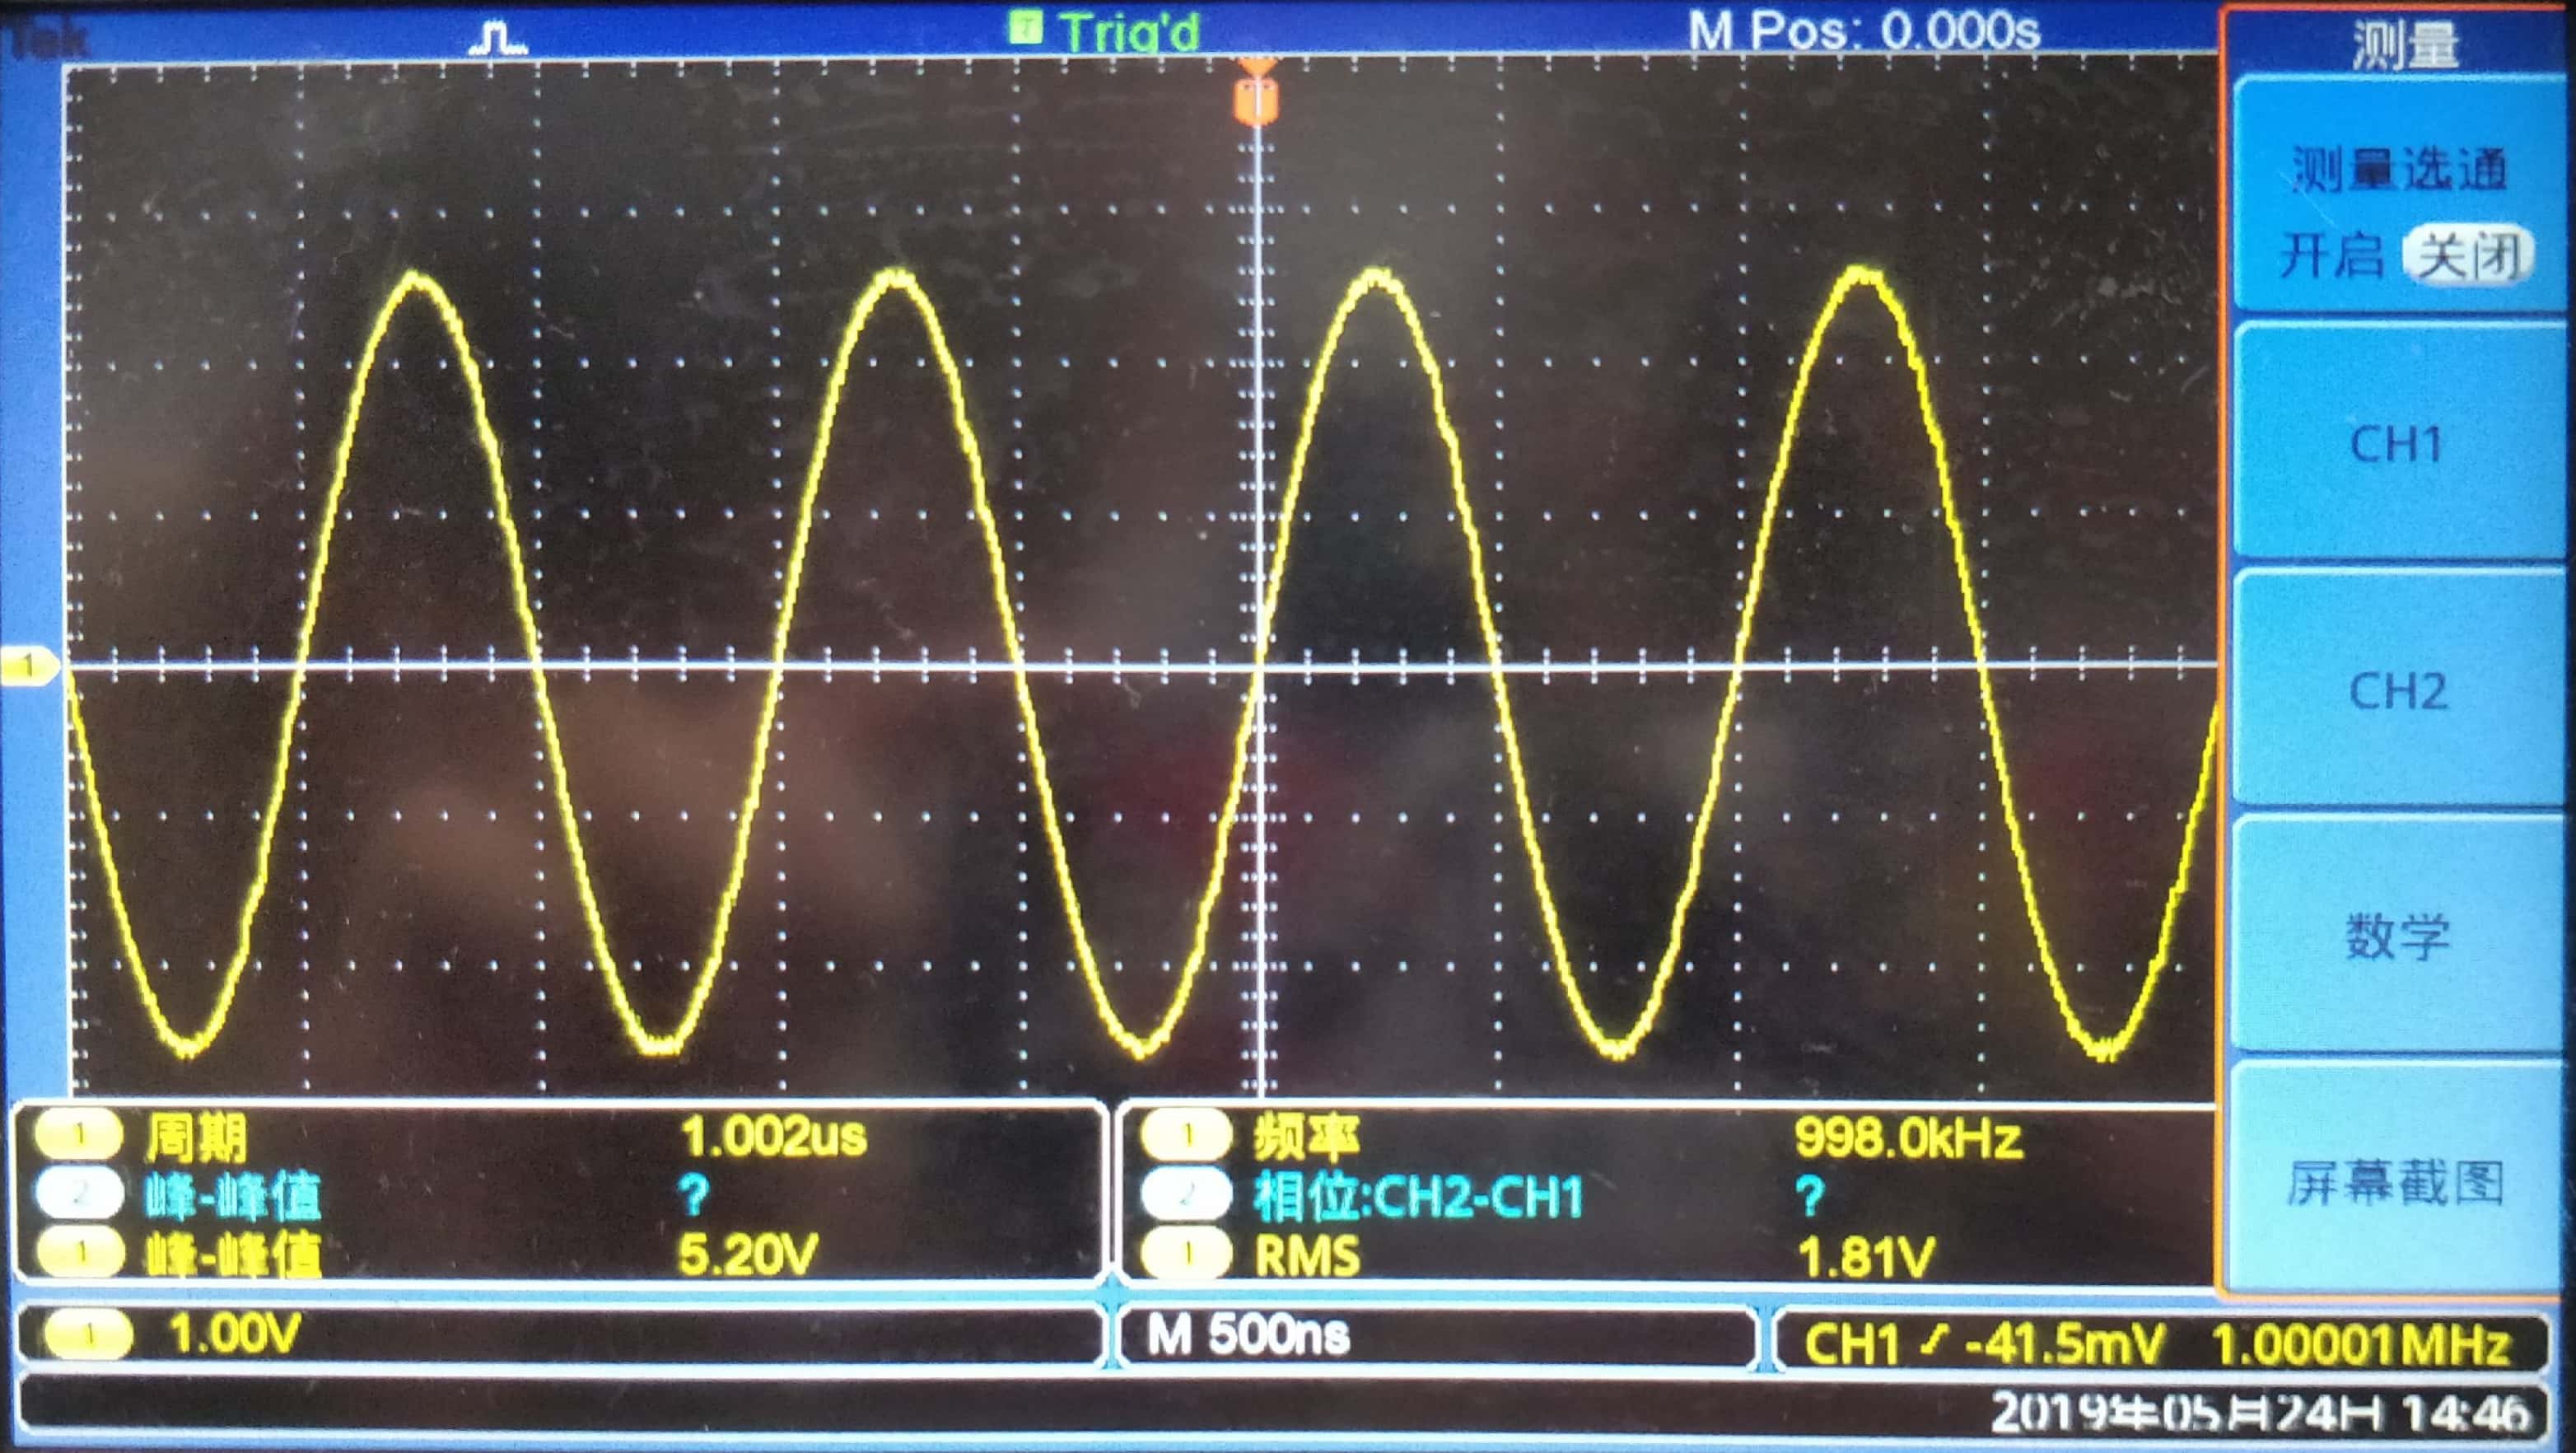 Tek T Trig'd M Pos: 0.000s
测量
T
测量选通
开启 关闭
CH1
CH2
数学
屏幕截图
1
1 周期 1.002us
2 峰-峰值 ?
1 峰-峰值 5.20V
1 频率 998.0kHz
2 相位:CH2-CH1 ?
1 RMS 1.81V
1 1.00V
M 500ns
CH1 -41.5mV 1.00001MHz
2019年05月24日 14:46